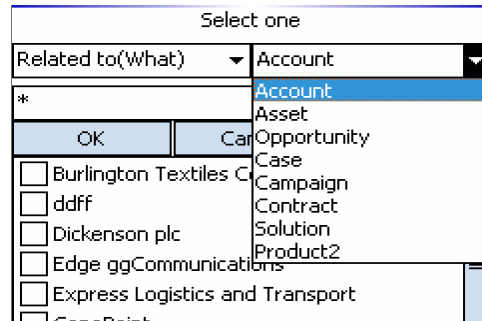 Select one
Related to(What) Account
*
OK Can
Account
Asset
Opportunity
Case
Campaign
Contract
Solution
Product2
Burlington Textiles C
ddff
Dickenson plc
Edge ggCommunications
Express Logistics and Transport